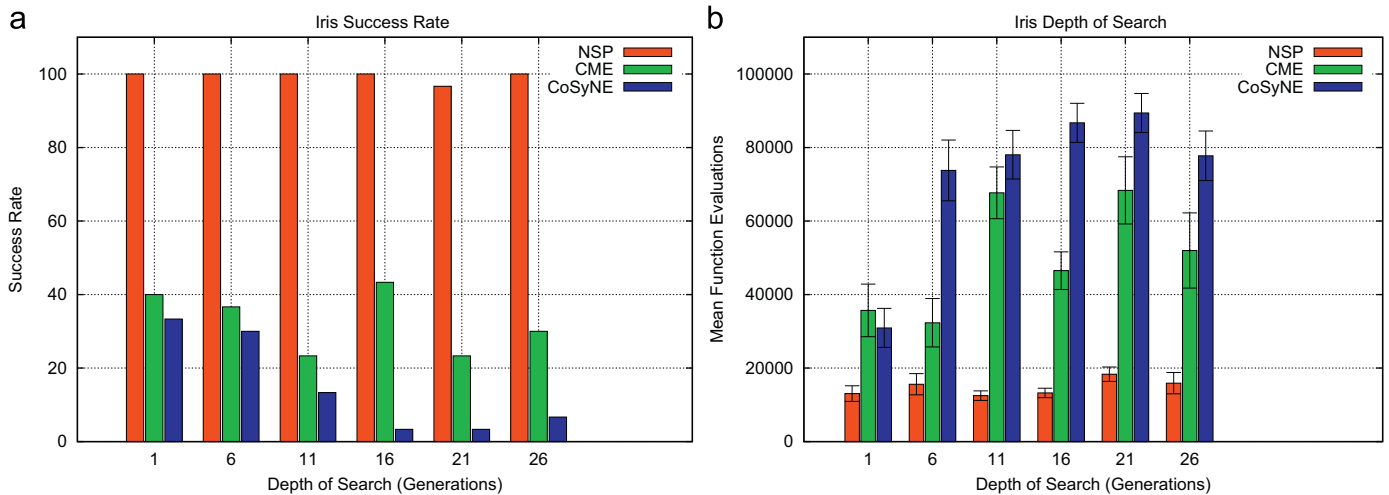 a
Iris Success Rate
NSP
CME
CoSyNE
100
80
60
40
20
0
Success Rate
1 6 11 16 21 26
Depth of Search (Generations)
b
Iris Depth of Search
NSP
CME
CoSyNE
100000
80000
60000
40000
20000
0
Mean Function Evaluations
1 6 11 16 21 26
Depth of Search (Generations)